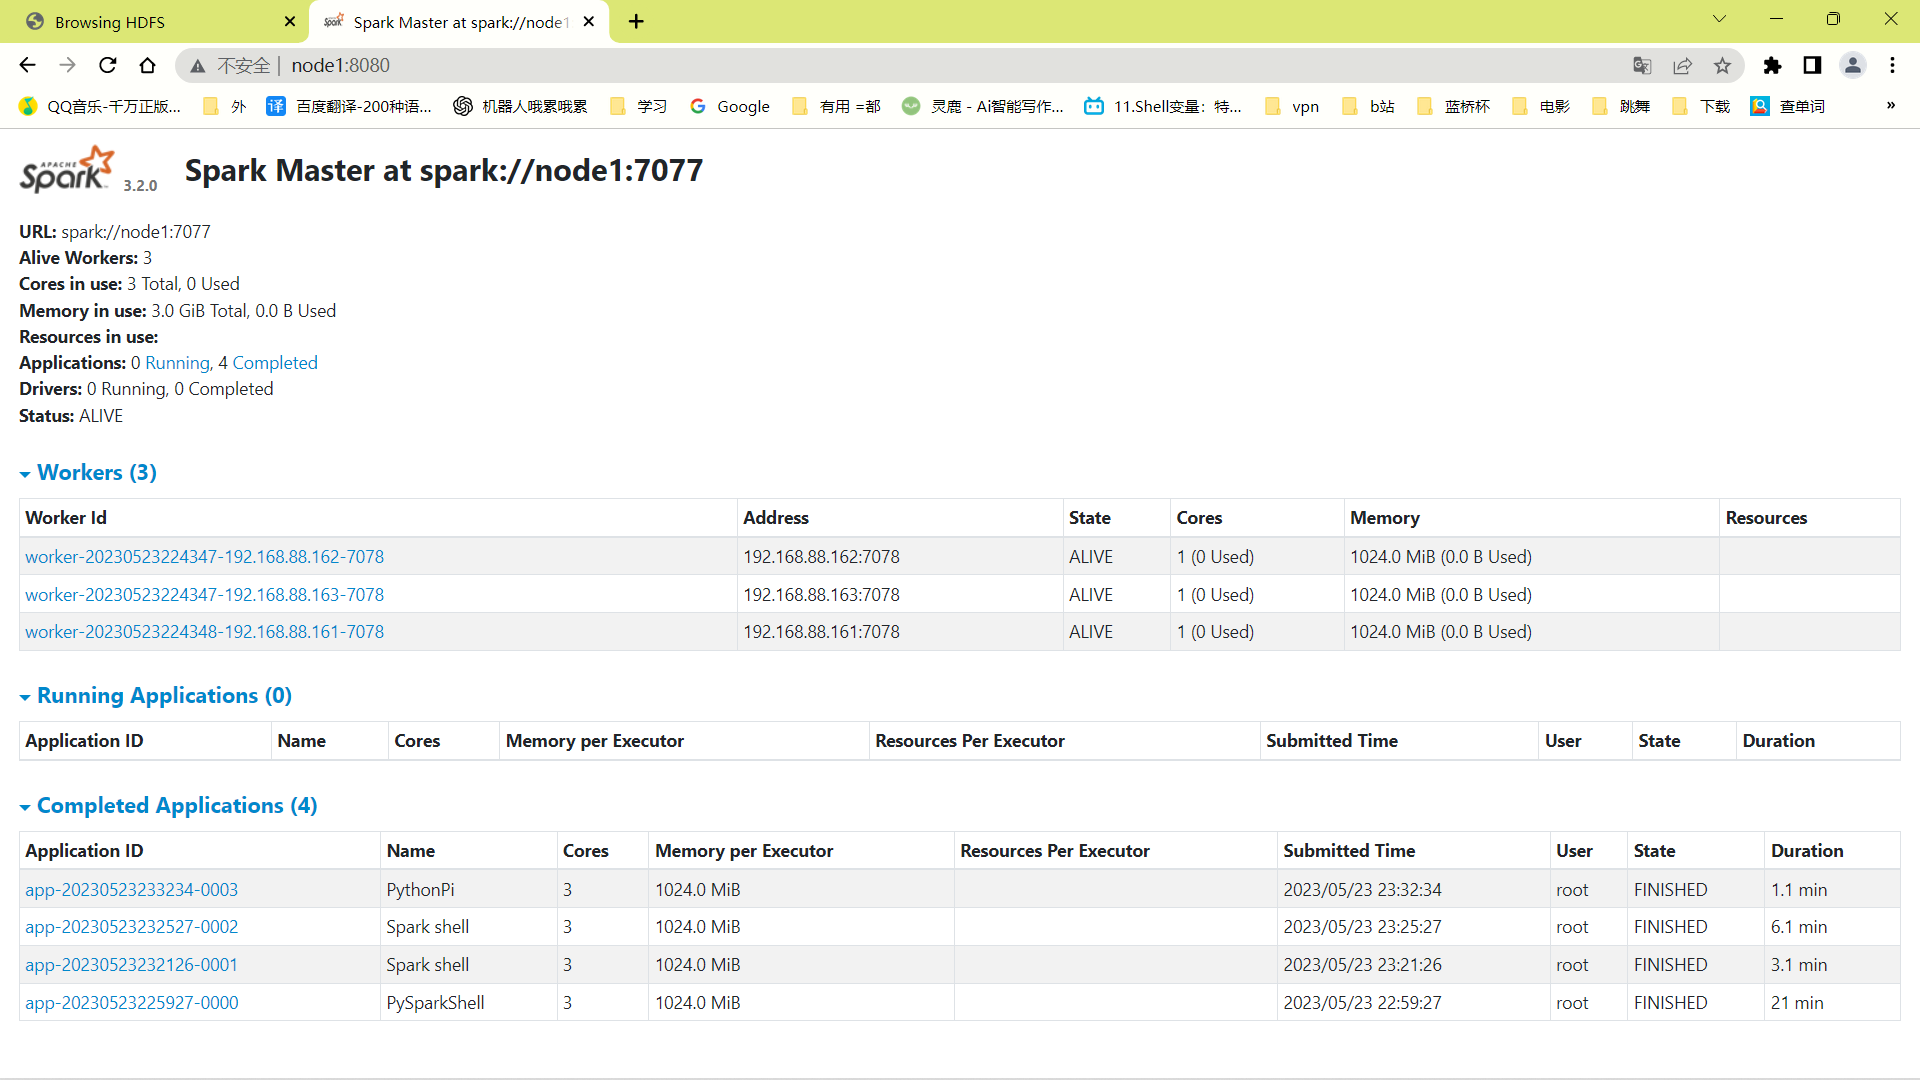 Browsing HDFS
Spark Master at spark://node1
不安全 | node1:8080
QQ音乐-千万正版... 外 百度翻译-200种语... 机器人哦累哦累 学习 Google 有用 =都 灵鹿 - Ai智能写作... 11.Shell变量：特... vpn b站 蓝桥杯 电影 跳舞 下载 查单词 »
APACHE Spark 3.2.0 Spark Master at spark://node1:7077
URL: spark://node1:7077
Alive Workers: 3
Cores in use: 3 Total, 0 Used
Memory in use: 3.0 GiB Total, 0.0 B Used
Resources in use:
Applications: 0 Running, 4 Completed
Drivers: 0 Running, 0 Completed
Status: ALIVE
Workers (3)
Worker Id Address State Cores Memory Resources
worker-20230523224347-192.168.88.162-7078 192.168.88.162:7078 ALIVE 1 (0 Used) 1024.0 MiB (0.0 B Used)
worker-20230523224347-192.168.88.163-7078 192.168.88.163:7078 ALIVE 1 (0 Used) 1024.0 MiB (0.0 B Used)
worker-20230523224348-192.168.88.161-7078 192.168.88.161:7078 ALIVE 1 (0 Used) 1024.0 MiB (0.0 B Used)
Running Applications (0)
Application ID Name Cores Memory per Executor Resources Per Executor Submitted Time User State Duration
Completed Applications (4)
Application ID Name Cores Memory per Executor Resources Per Executor Submitted Time User State Duration
app-20230523233234-0003 PythonPi 3 1024.0 MiB 2023/05/23 23:32:34 root FINISHED 1.1 min
app-20230523232527-0002 Spark shell 3 1024.0 MiB 2023/05/23 23:25:27 root FINISHED 6.1 min
app-20230523232126-0001 Spark shell 3 1024.0 MiB 2023/05/23 23:21:26 root FINISHED 3.1 min
app-20230523225927-0000 PySparkShell 3 1024.0 MiB 2023/05/23 22:59:27 root FINISHED 21 min